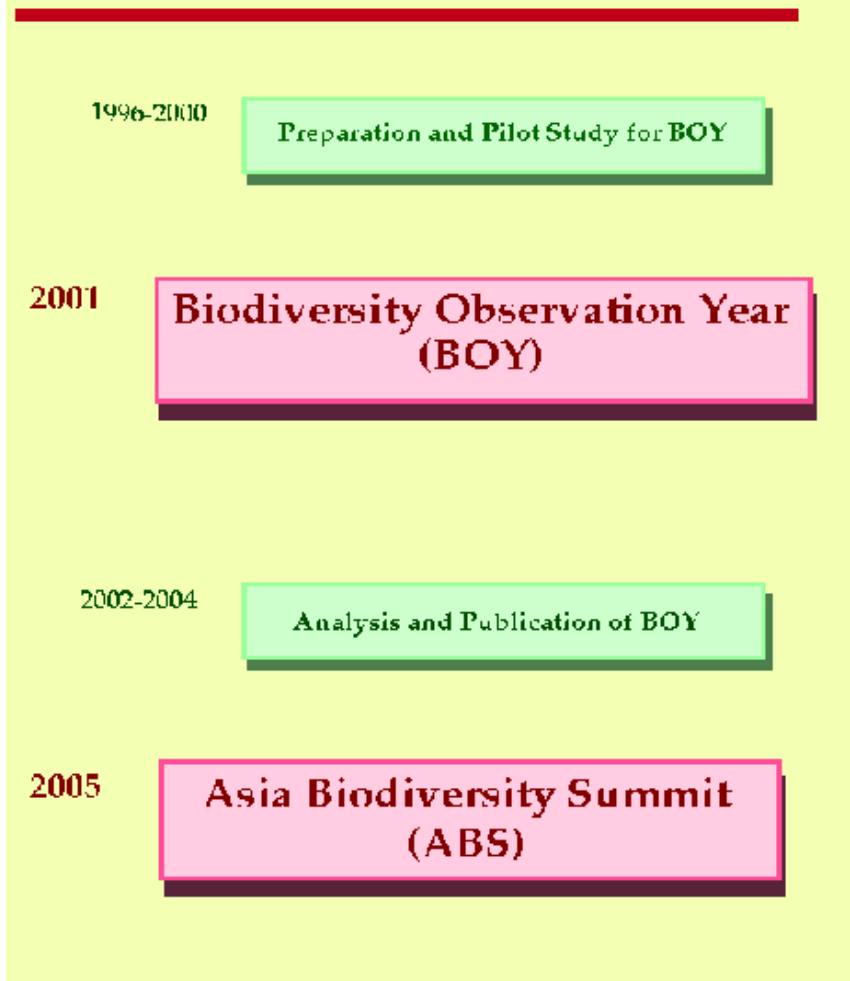 1996-2000
Preparation and Pilot Study for BOY
2001
Biodiversity Observation Year
(BOY)
2002-2004
Analysis and Publication of BOY
2005
Asia Biodiversity Summit
(ABS)